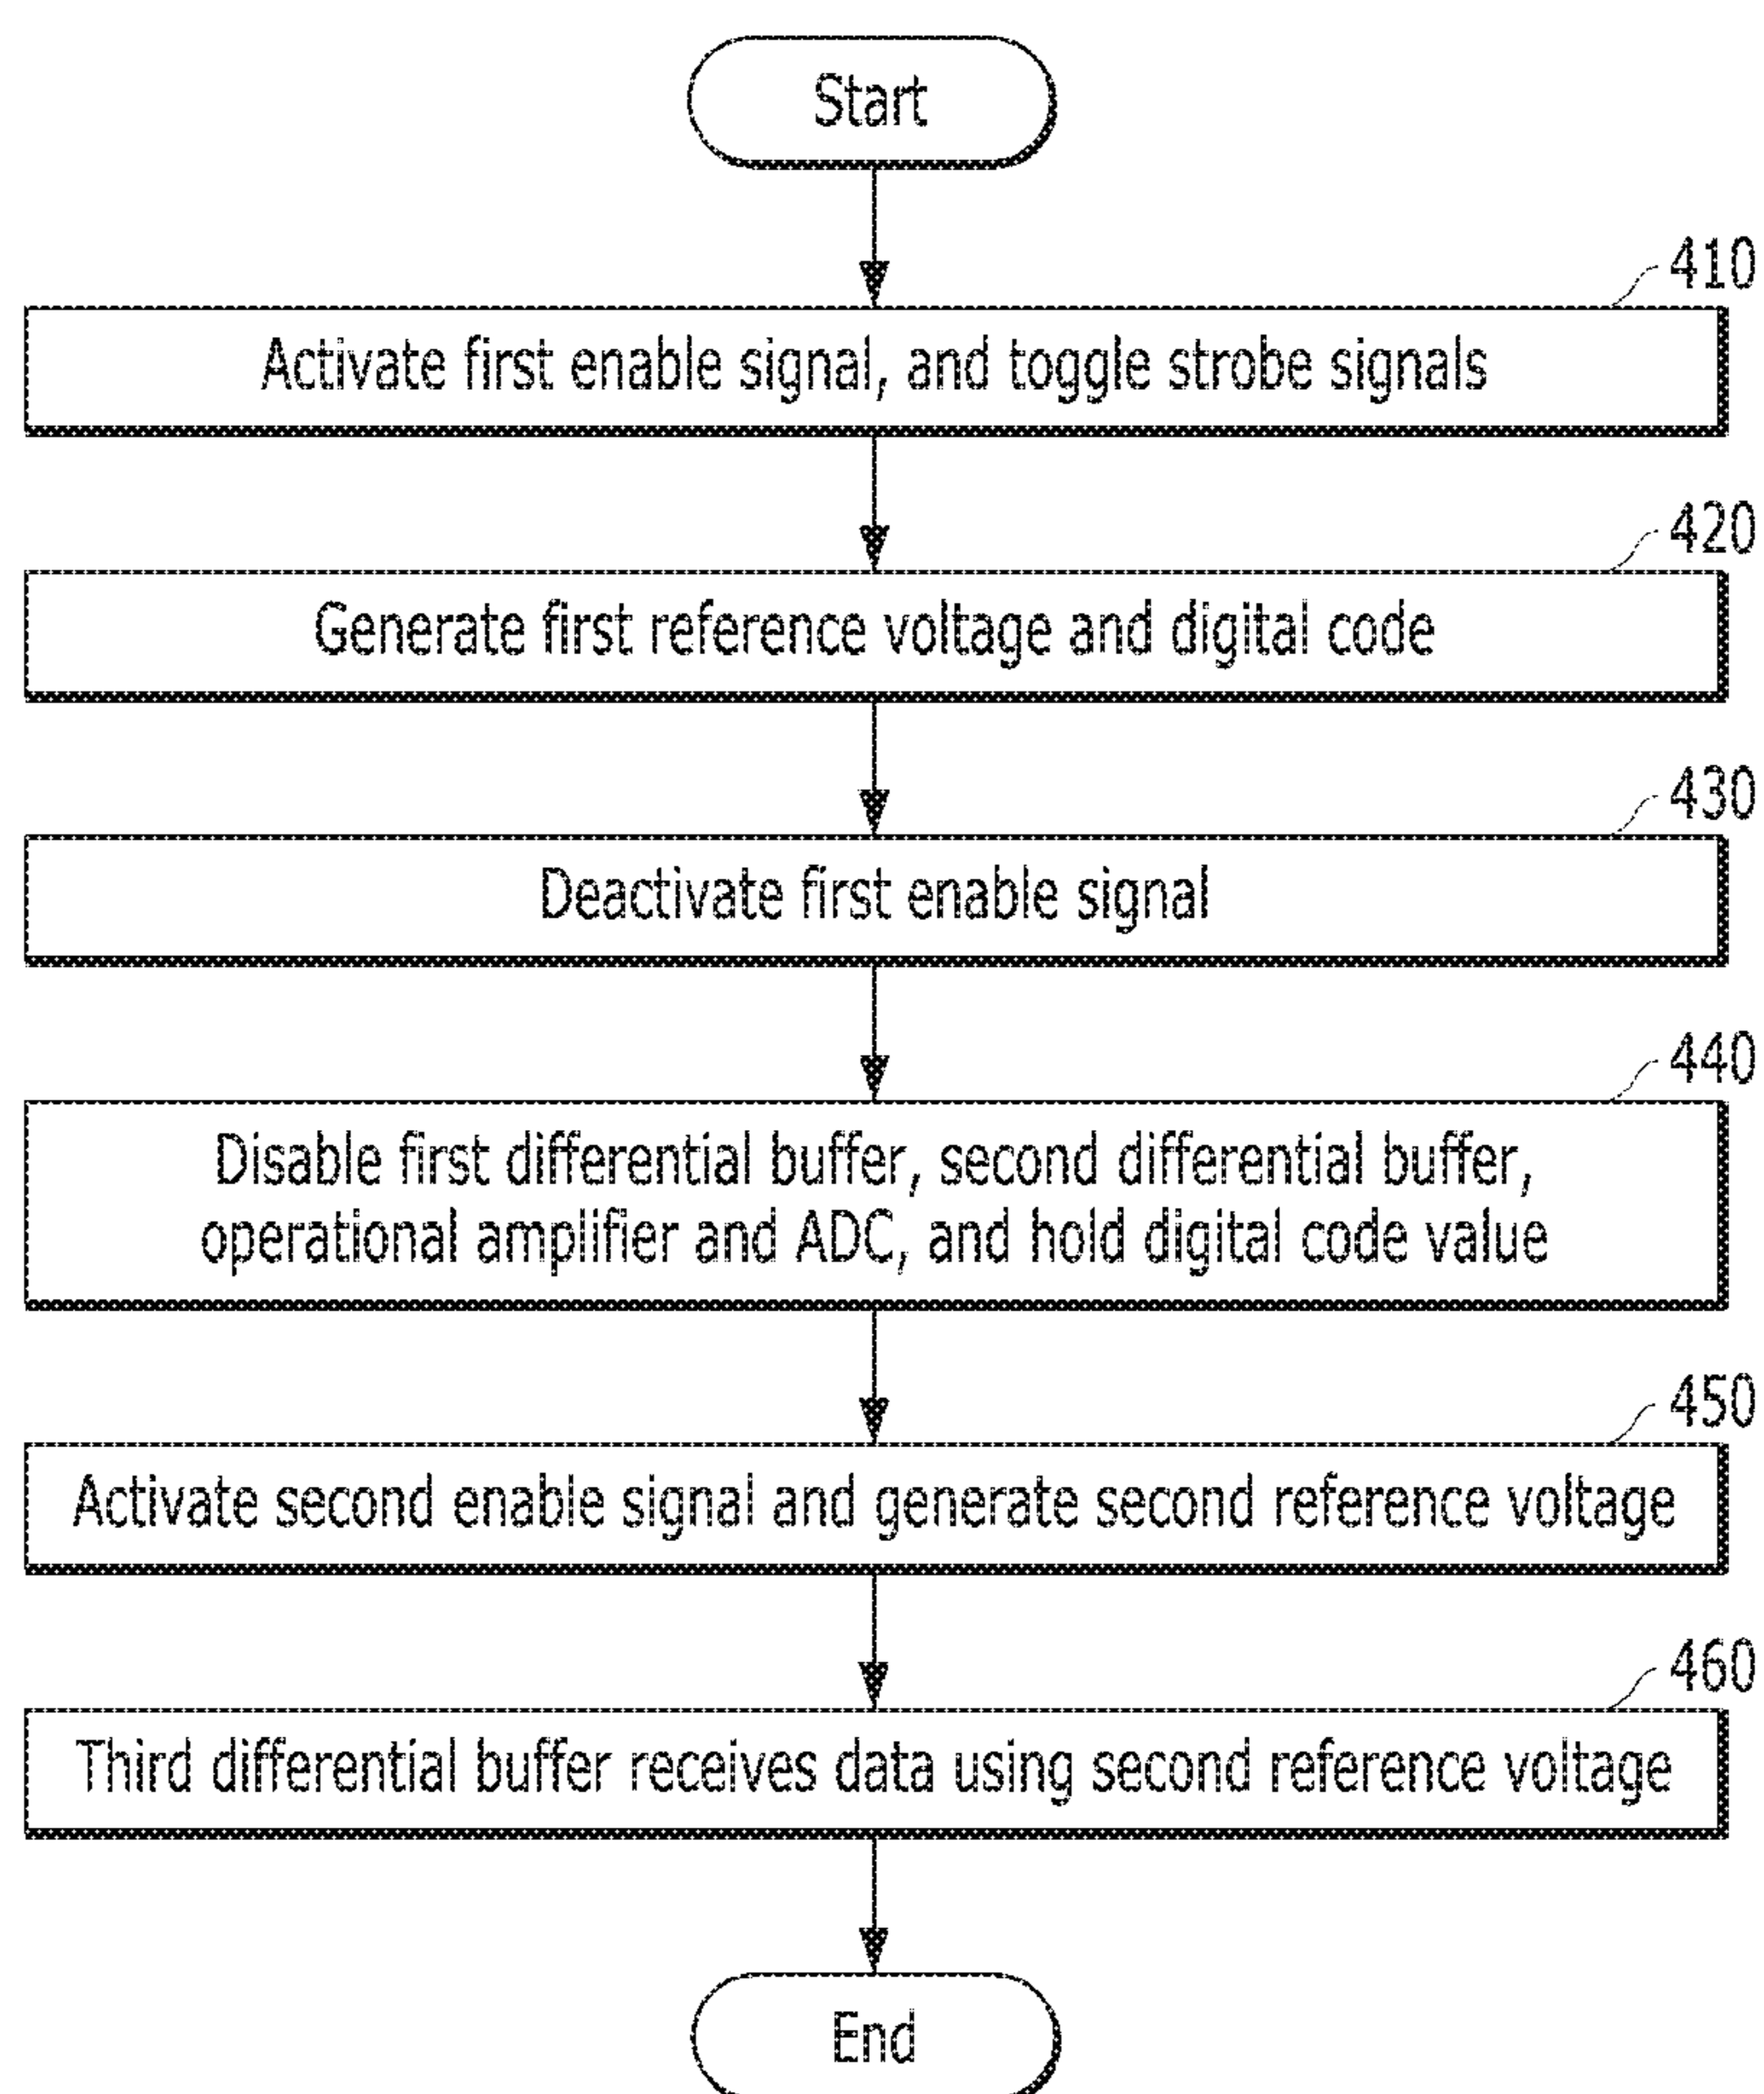 Start
410
Activate first enable signal, and toggle strobe signals
420
Generate first reference voltage and digital code
430
Deactivate first enable signal
440
Disable first differential buffer, second differential buffer,
operational amplifier and ADC, and hold digital code value
450
Activate second enable signal and generate second reference voltage
460
Third differential buffer receives data using second reference voltage
End